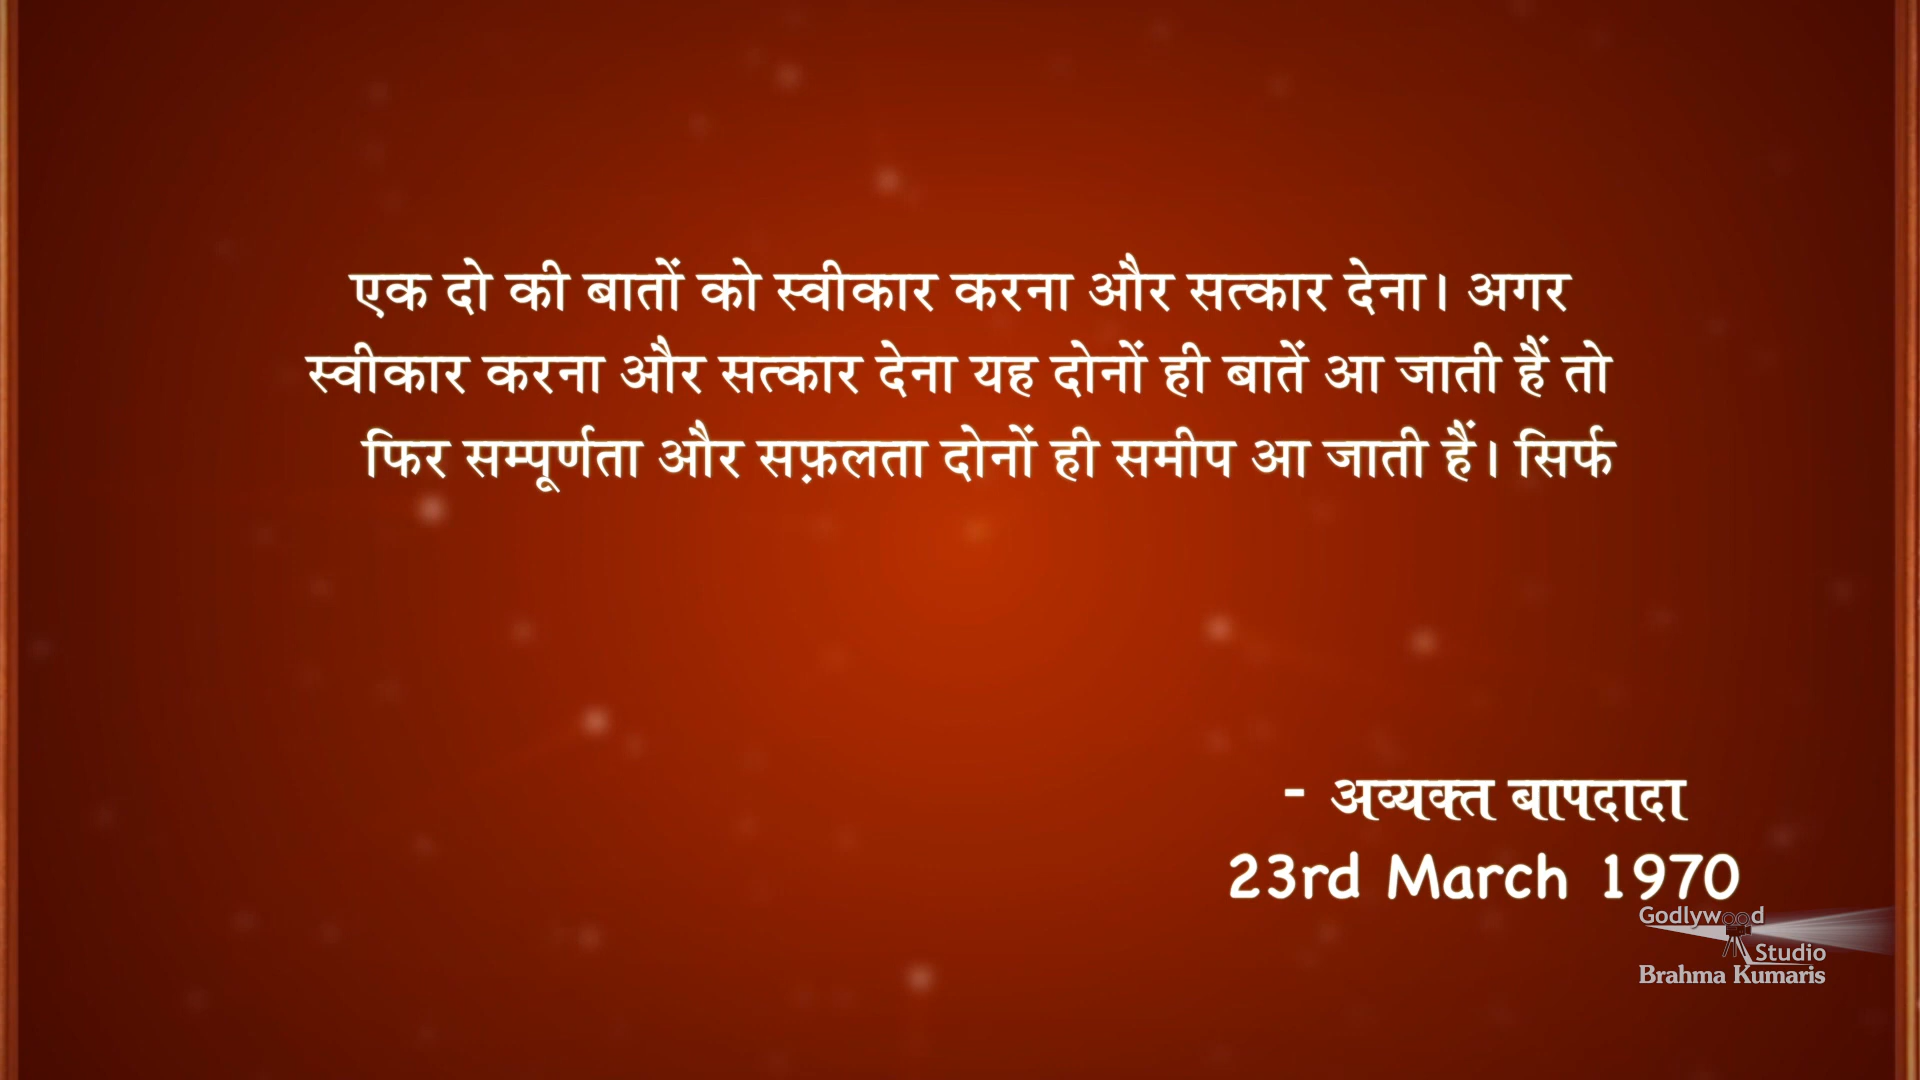 एक दो की बातों को स्वीकार करना और सत्कार देना। अगर
स्वीकार करना और सत्कार देना यह दोनों ही बातें आ जाती हैं तो
फिर सम्पूर्णता और सफ़लता दोनों ही समीप आ जाती हैं। सिर्फ
- अव्यक्त बापदादा
23rd March 1970
Godlywood
Studio
Brahma Kumaris